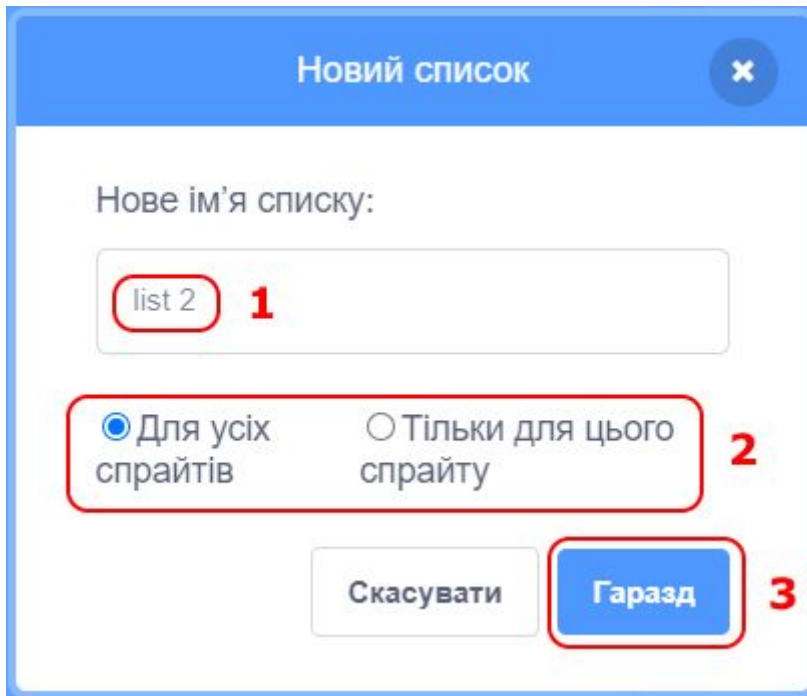 Новий список
Нове ім’я списку:
list 2 1
Для усіх Тільки для цього
спрайтів спрайту 2
Скасувати Гаразд 3